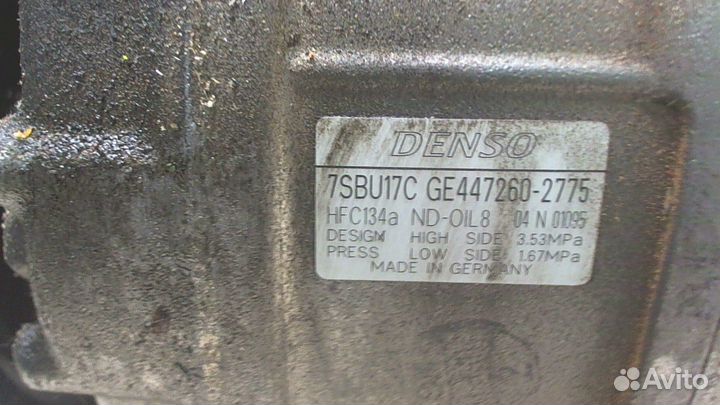 DENSO
7SBU17C GE447260-2775
HFC134a ND-OIL8 04 N 01095
DESIGN HIGH SIDE 3.53MPa
PRESS LOW SIDE 1.67MPa
MADE IN GERMANY
Avito